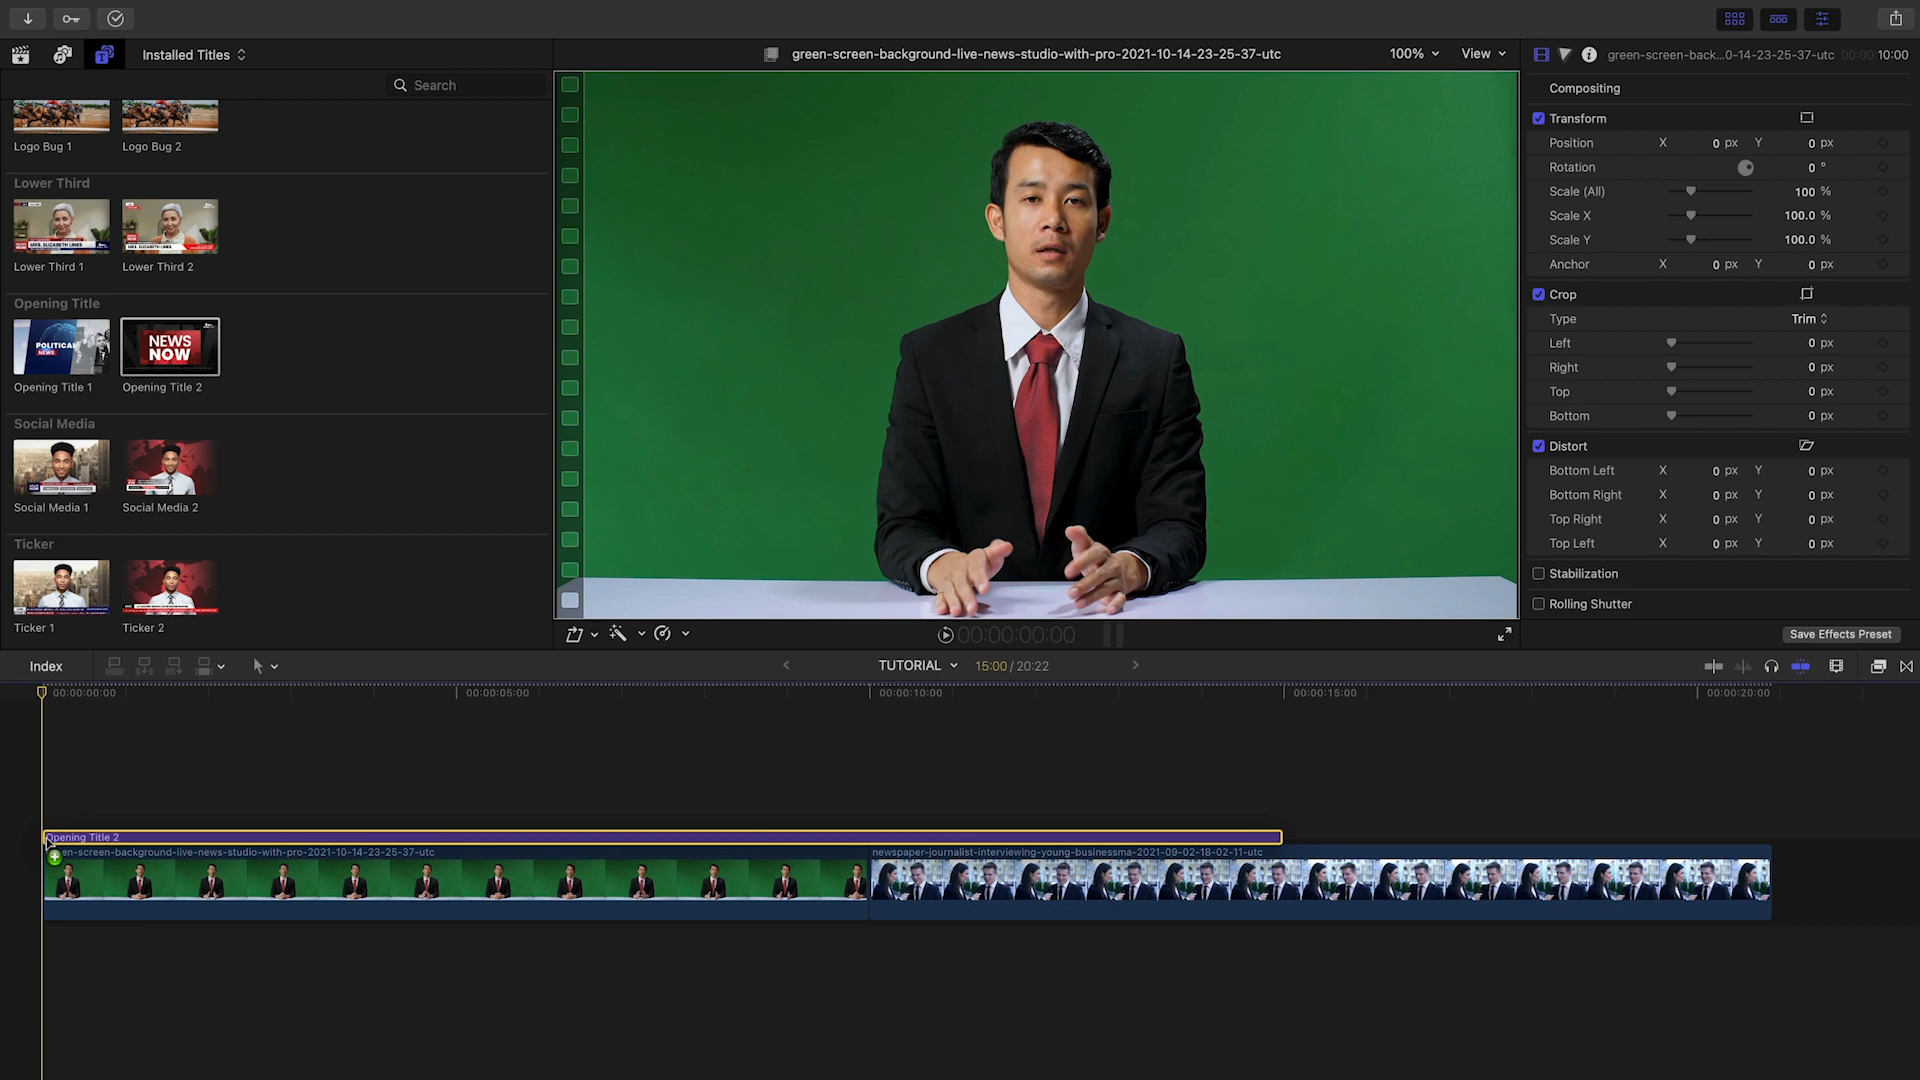 Installed Titles
green-screen-background-live-news-studio-with-pro-2021-10-14-23-25-37-utc
100%
View
green-screen-back...0-14-23-25-37-utc
00:00:10:00
Search
Logo Bug 1
Logo Bug 2
Lower Third
MRS. ELIZABETH LINES
MRS. ELIZABETH LINES
Lower Third 1
Lower Third 2
Opening Title
POLITICAL
NEWS
NEWS
NOW
Opening Title 1
Opening Title 2
Social Media
Social Media 1
Social Media 2
Ticker
Ticker 1
Ticker 2
Compositing
Transform
Position X 0 px Y 0 px
Rotation 0 °
Scale (All) 100 %
Scale X 100.0 %
Scale Y 100.0 %
Anchor X 0 px Y 0 px
Crop
Type Trim
Left 0 px
Right 0 px
Top 0 px
Bottom 0 px
Distort
Bottom Left X 0 px Y 0 px
Bottom Right X 0 px Y 0 px
Top Right X 0 px Y 0 px
Top Left X 0 px Y 0 px
Stabilization
Rolling Shutter
Save Effects Preset
00:00:00:00
Index
TUTORIAL
15:00 / 20:22
00:00:00:00
00:00:05:00
00:00:10:00
00:00:15:00
00:00:20:00
Opening Title 2
en-screen-background-live-news-studio-with-pro-2021-10-14-23-25-37-utc
newspaper-journalist-interviewing-young-businessma-2021-09-02-18-02-11-utc